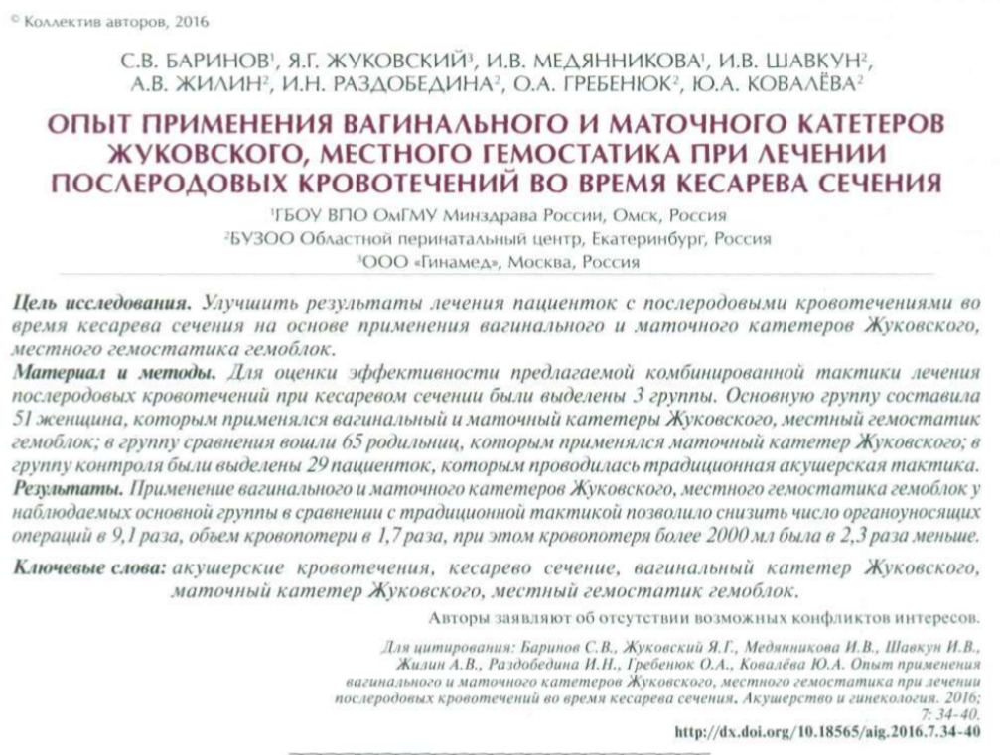 © Коллектив авторов, 2016
С.В. БАРИНОВ¹, Я.Г. ЖУКОВСКИЙ³, И.В. МЕДЯННИКОВА¹, И.В. ШАВКУН²,
А.В. ЖИЛИН², И.Н. РАЗДОБЕДИНА², О.А. ГРЕБЕНЮК², Ю.А. КОВАЛЁВА²
ОПЫТ ПРИМЕНЕНИЯ ВАГИНАЛЬНОГО И МАТОЧНОГО КАТЕТЕРОВ
ЖУКОВСКОГО, МЕСТНОГО ГЕМОСТАТИКА ПРИ ЛЕЧЕНИИ
ПОСЛЕРОДОВЫХ КРОВОТЕЧЕНИЙ ВО ВРЕМЯ КЕСАРЕВА СЕЧЕНИЯ
¹ГБОУ ВПО ОмГМУ Минздрава России, Омск, Россия
²БУЗОО Областной перинатальный центр, Екатеринбург, Россия
³ООО «Гинамед», Москва, Россия
Цель исследования. Улучшить результаты лечения пациенток с послеродовыми кровотечениями во
время кесарева сечения на основе применения вагинального и маточного катетеров Жуковского,
местного гемостатика гемоблок.
Материал и методы. Для оценки эффективности предлагаемой комбинированной тактики лечения
послеродовых кровотечений при кесаревом сечении были выделены 3 группы. Основную группу составила
51 женщина, которым применялся вагинальный и маточный катетеры Жуковского, местный гемостатик
гемоблок; в группу сравнения вошли 65 родильниц, которым применялся маточный катетер Жуковского; в
группу контроля были выделены 29 пациенток, которым проводилась традиционная акушерская тактика.
Результаты. Применение вагинального и маточного катетеров Жуковского, местного гемостатика гемоблок у
наблюдаемых основной группы в сравнении с традиционной тактикой позволило снизить число органоуносящих
операций в 9,1 раза, объем кровопотери в 1,7 раза, при этом кровопотеря более 2000 мл была в 2,3 раза меньше.
Ключевые слова: акушерские кровотечения, кесарево сечение, вагинальный катетер Жуковского,
маточный катетер Жуковского, местный гемостатик гемоблок.
Авторы заявляют об отсутствии возможных конфликтов интересов.
Для цитирования: Баринов С.В., Жуковский Я.Г., Медянникова И.В., Шавкун И.В.,
Жилин А.В., Раздобедина И.Н., Гребенюк О.А., Ковалёва Ю.А. Опыт применения
вагинального и маточного катетеров Жуковского, местного гемостатика при лечении
послеродовых кровотечений во время кесарева сечения. Акушерство и гинекология. 2016;
7: 34-40.
http://dx.doi.org/10.18565/aig.2016.7.34-40